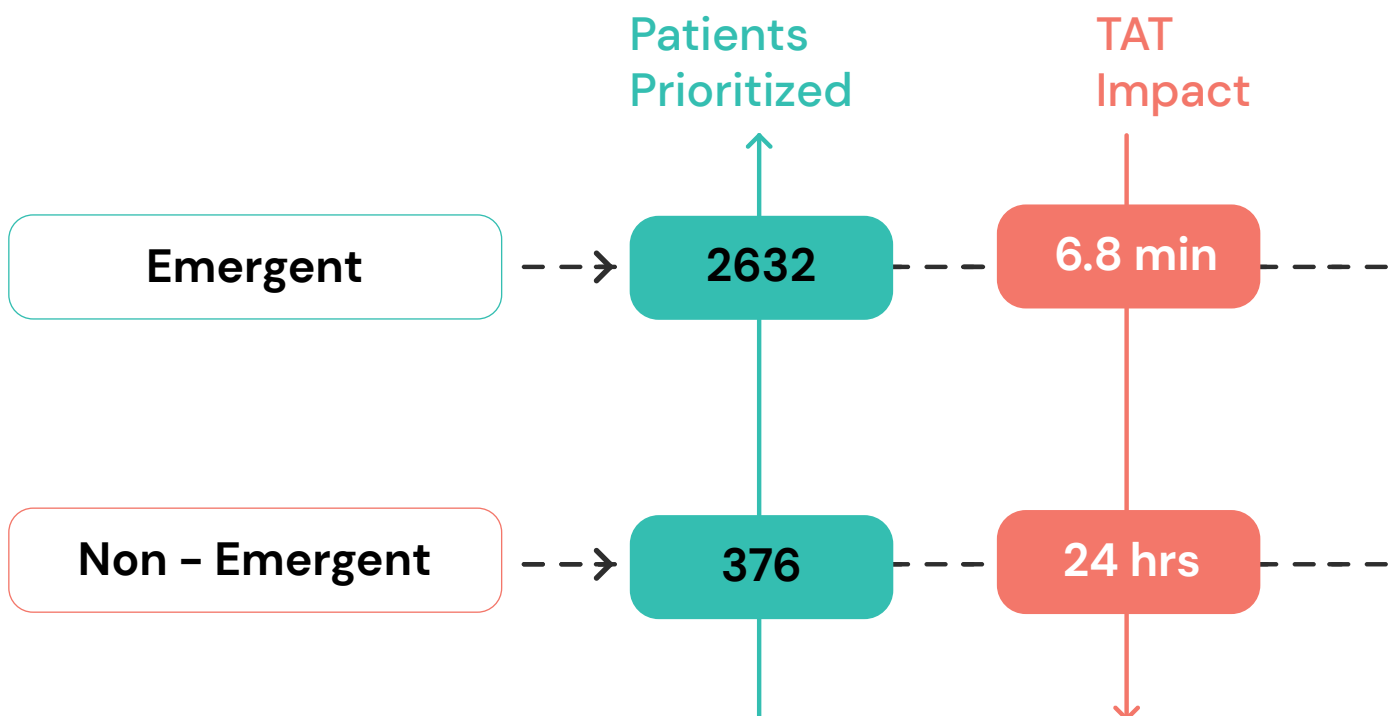 Patients
Prioritized
TAT
Impact
Emergent
2632
6.8 min
Non - Emergent
376
24 hrs